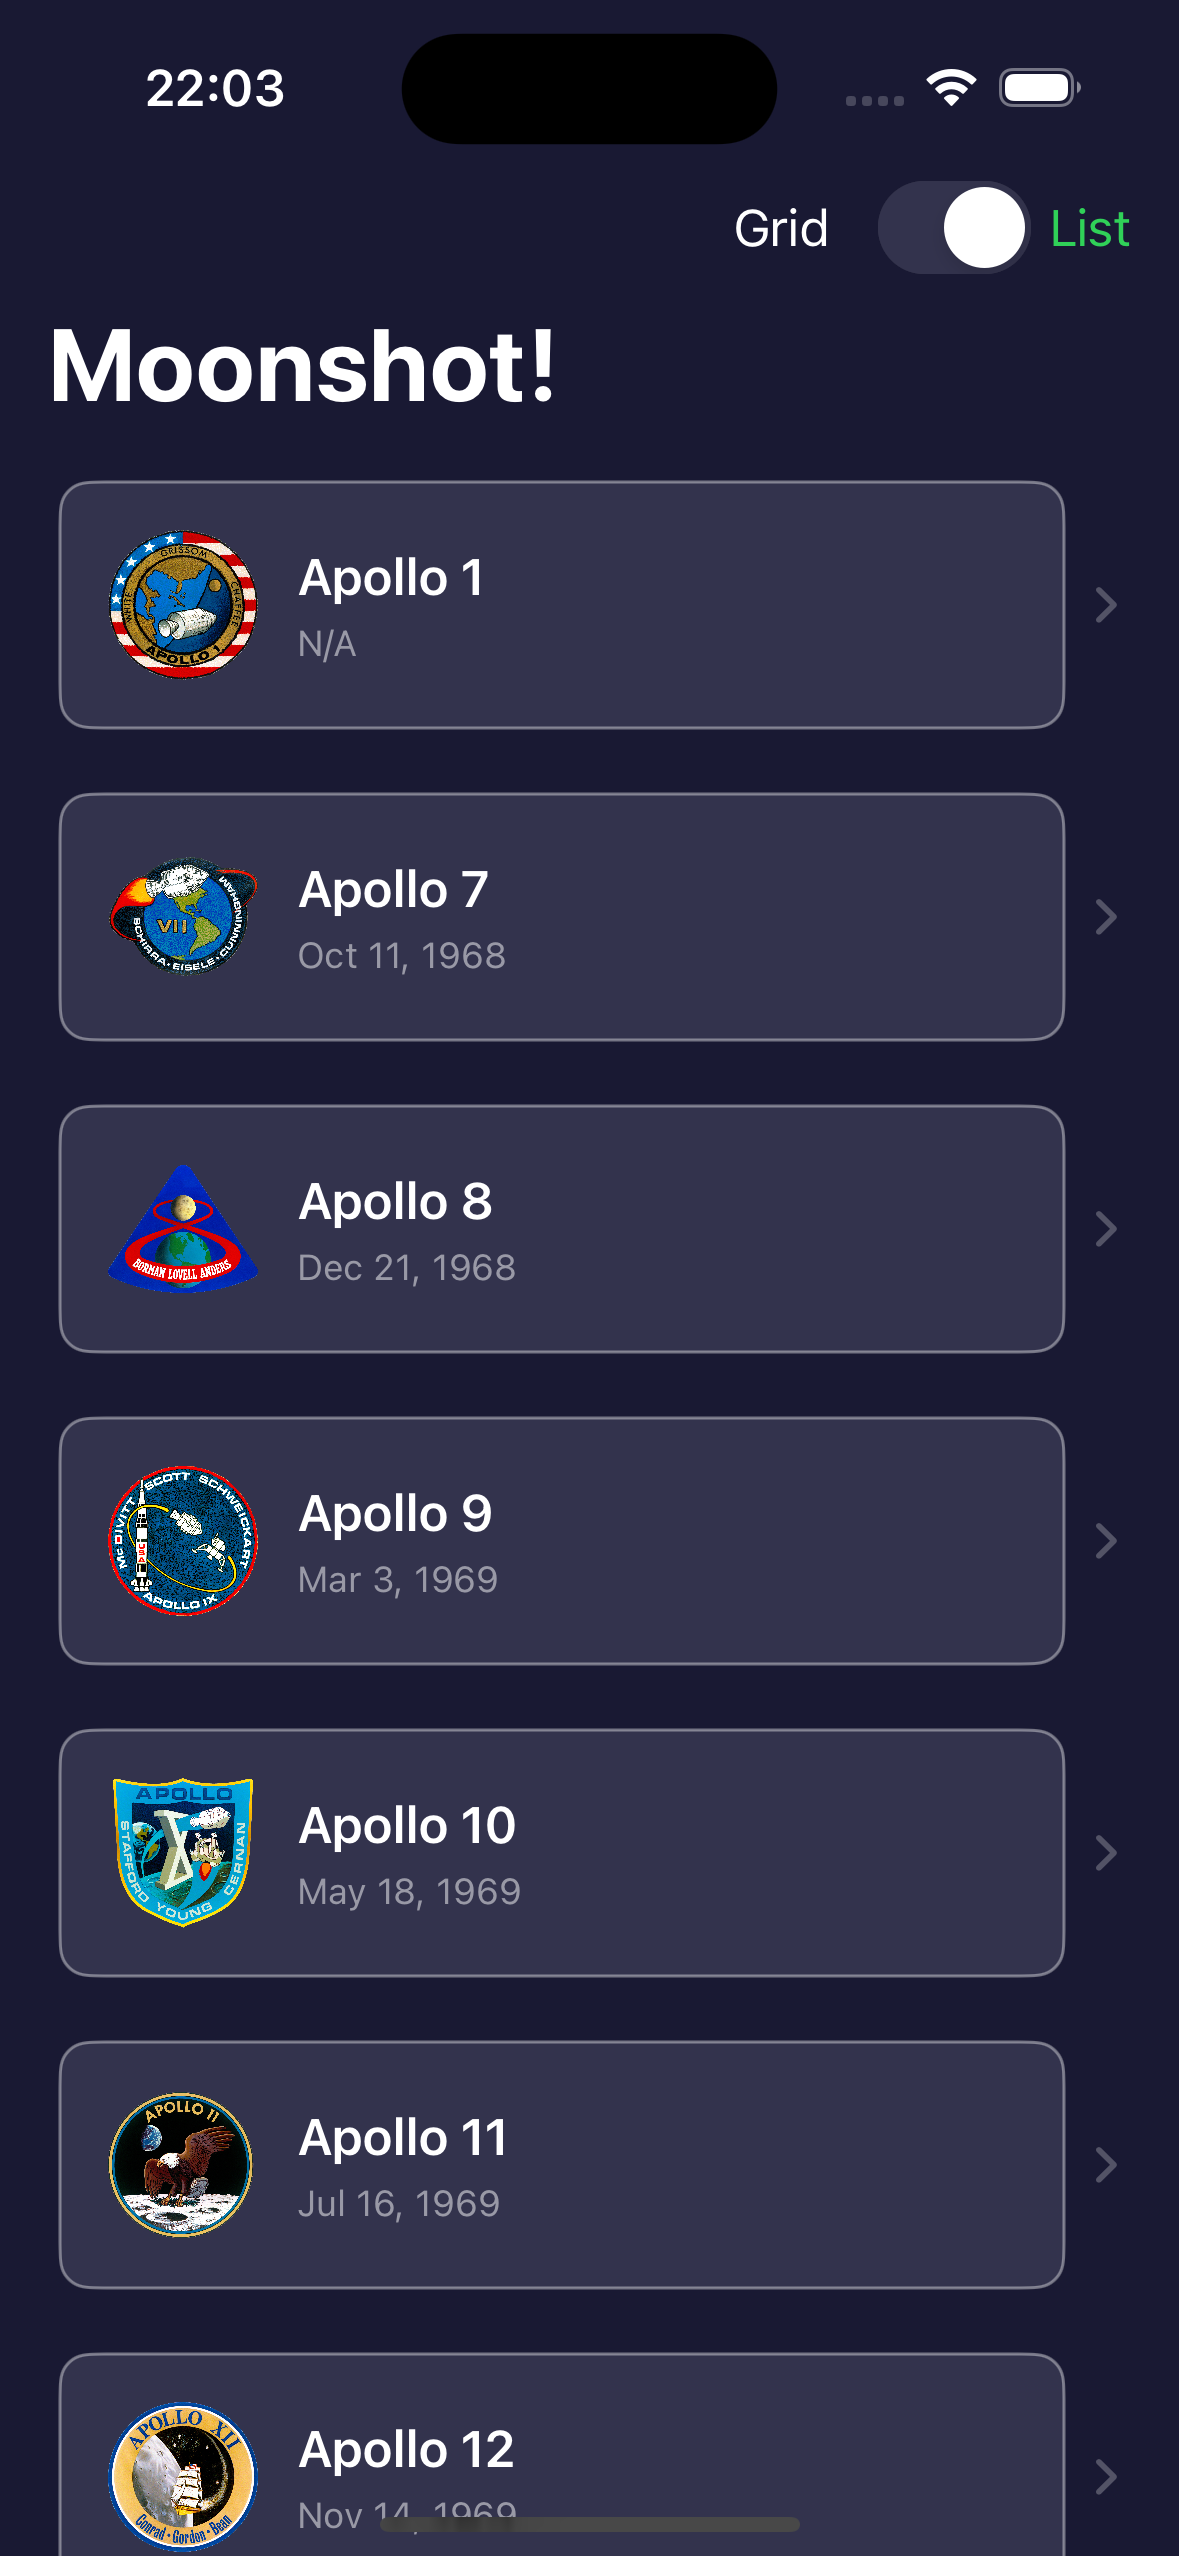 22:03
Grid
List
Moonshot!
GRISSOM
WHITE
CHAFFEE
APOLLO 1
Apollo 1
N/A
VII
SCHIRRA • EISELE • CUNNINGHAM
Apollo 7
Oct 11, 1968
BORMAN LOVELL ANDERS
Apollo 8
Dec 21, 1968
McDIVITT SCOTT SCHWEICKART
USA
APOLLO IX
Apollo 9
Mar 3, 1969
APOLLO
STAFFORD YOUNG CERNAN
Apollo 10
May 18, 1969
APOLLO 11
Apollo 11
Jul 16, 1969
APOLLO XII
Conrad • Gordon • Bean
Apollo 12
Nov 14, 1969